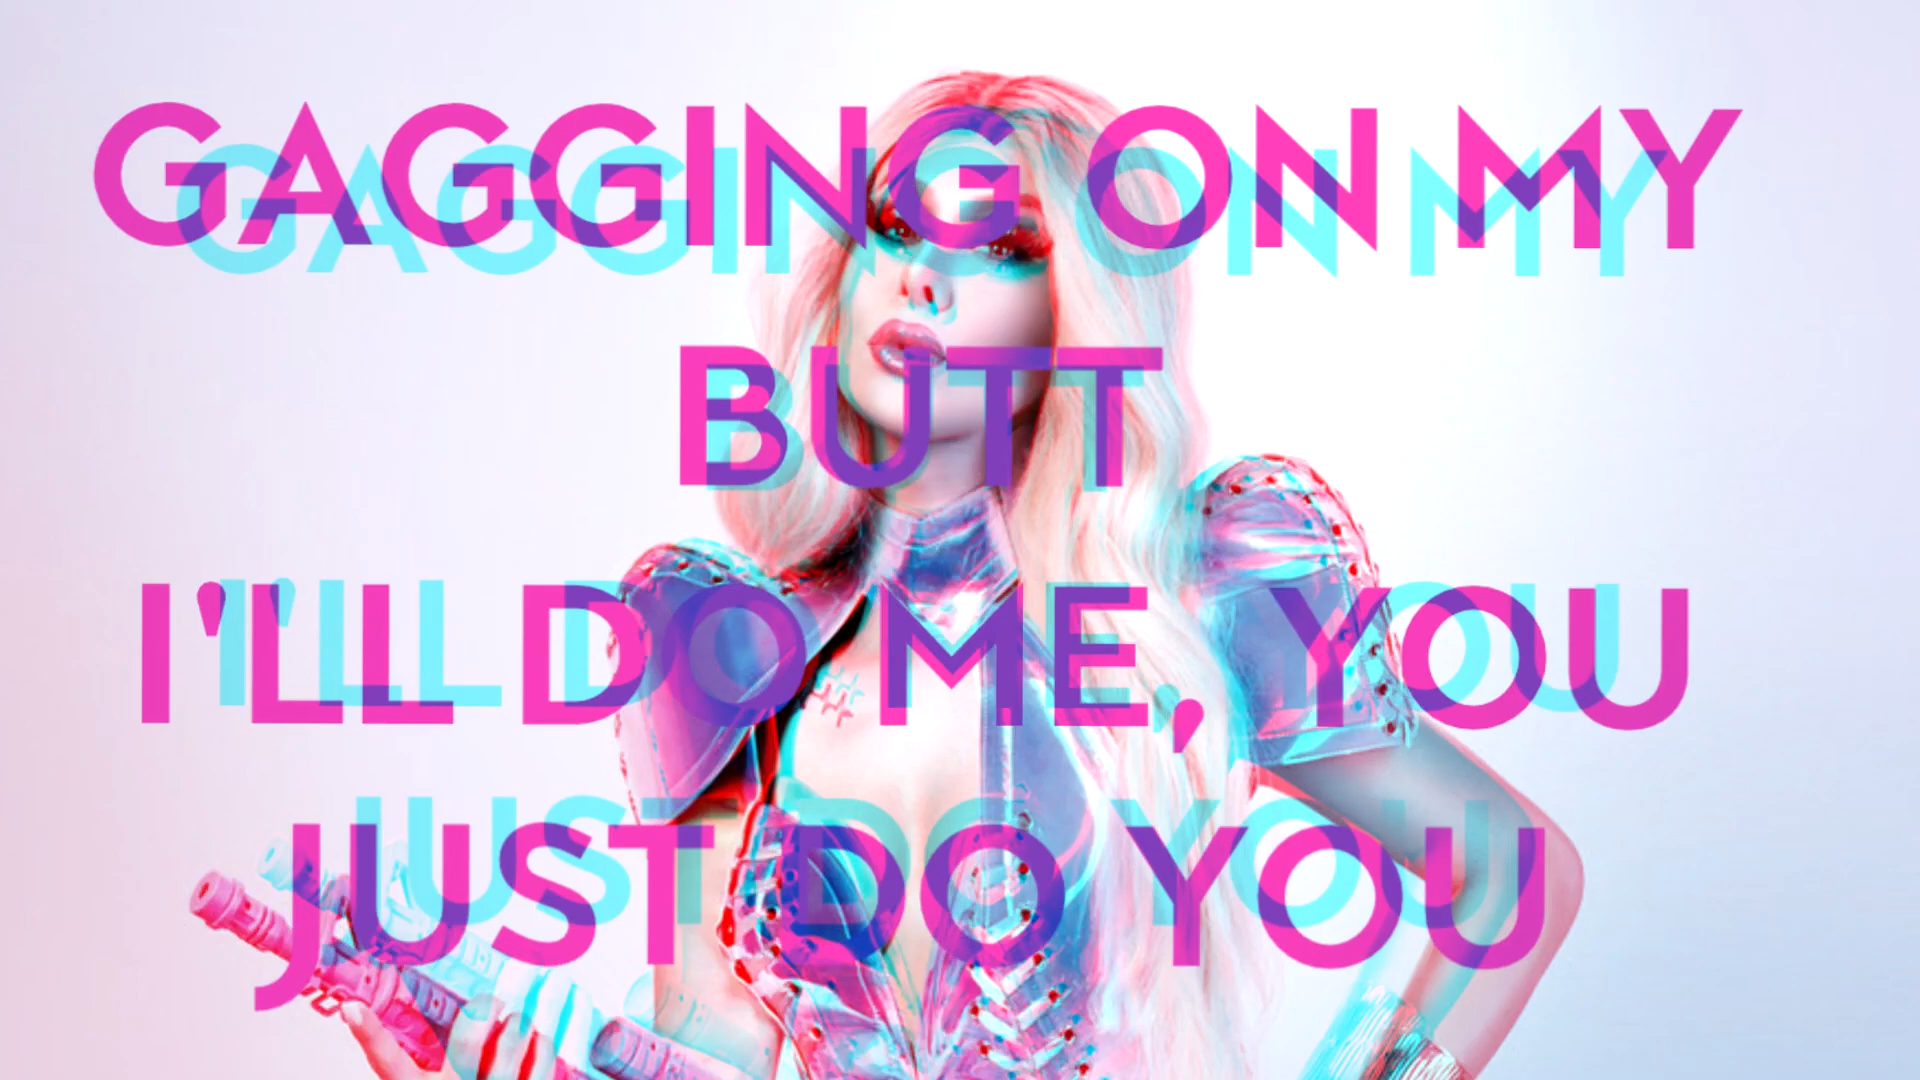 GAGGING ON MY
BUTT
I'LL DO ME, YOU
JUST DO YOU